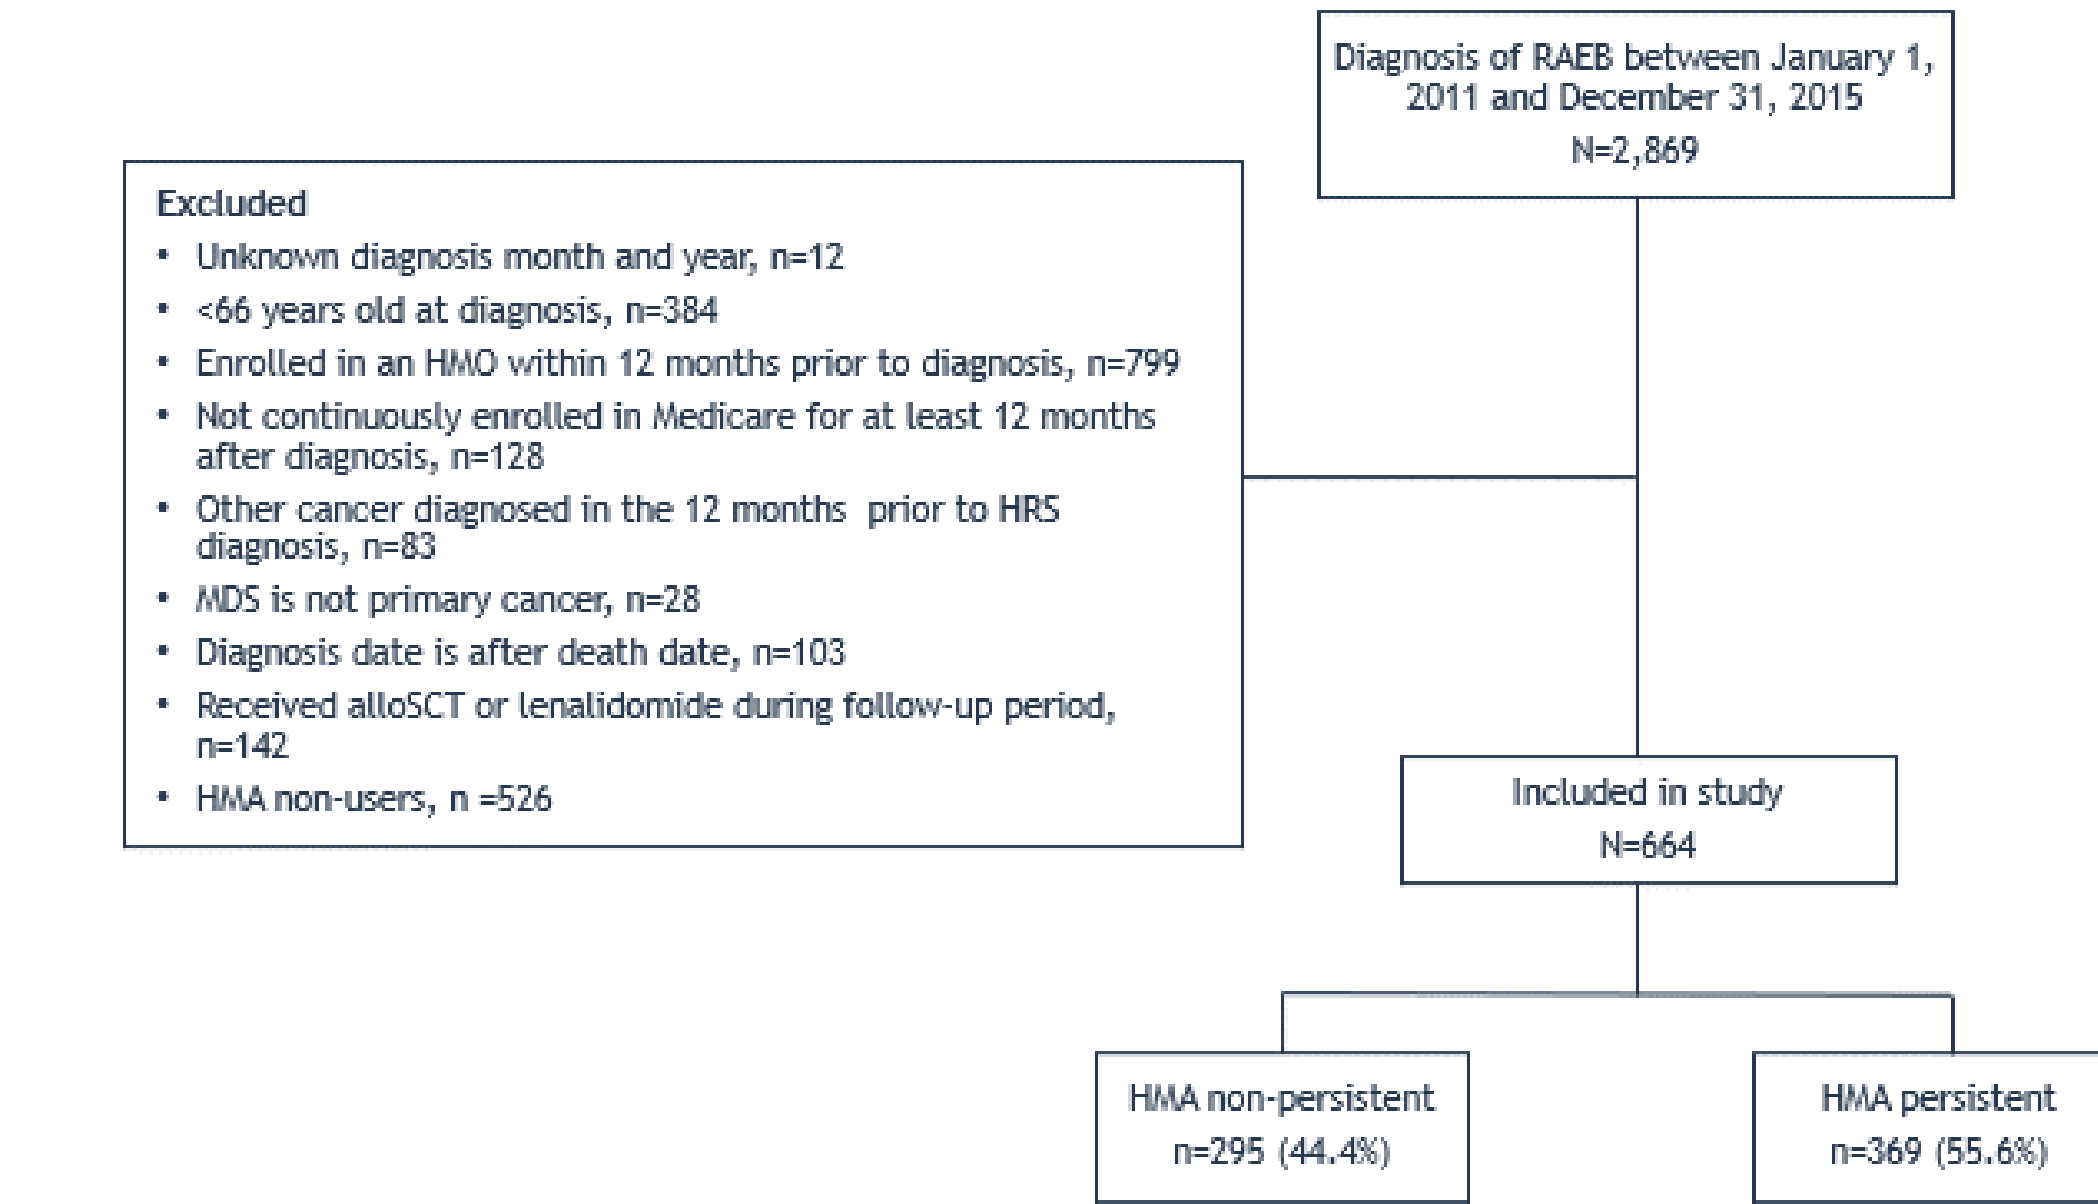 Diagnosis of RAEB between January 1,
2011 and December 31, 2015
N=2,869
Excluded
• Unknown diagnosis month and year, n=12
• <66 years old at diagnosis, n=384
• Enrolled in an HMO within 12 months prior to diagnosis, n=799
• Not continuously enrolled in Medicare for at least 12 months
after diagnosis, n=128
• Other cancer diagnosed in the 12 months  prior to HRS
diagnosis, n=83
• MDS is not primary cancer, n=28
• Diagnosis date is after death date, n=103
• Received alloSCT or lenalidomide during follow-up period,
n=142
• HMA non-users, n =526
Included in study
N=664
HMA non-persistent
n=295 (44.4%)
HMA persistent
n=369 (55.6%)